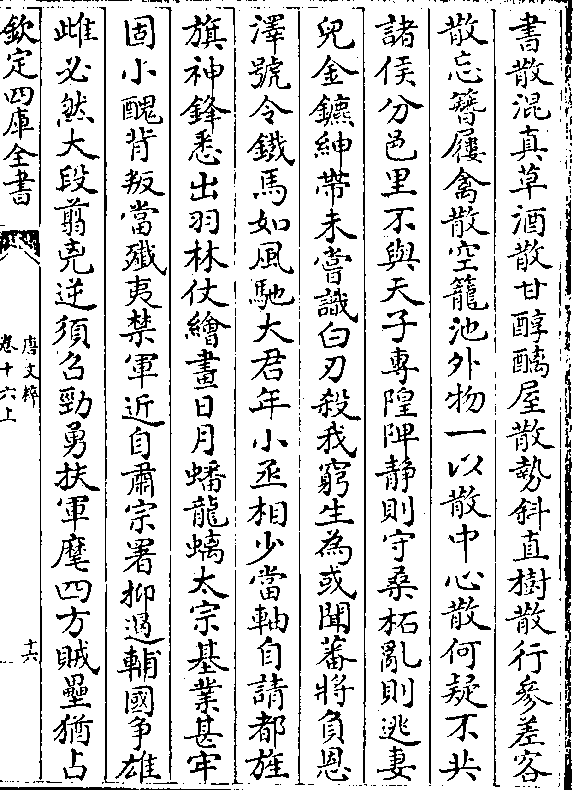 書散混真草酒散甘醇醨屋散勢斜直樹散行參差客
散忘簪屨禽散空籠池外物一以散中心散何疑不共
諸侯分邑里不與天子專隍陴静則守桑柘亂則逃妻
兒金鑣紳帶未嘗識白刃殺我窮生為或聞蕃將負恩
澤號令鐵馬如風馳大君年小丞相少當軸自請都旌
旗神鋒悉出羽林仗繪畫日月蟠龍螭太宗基業甚牢
固小醜背叛當殱夷禁軍近自肅宗署抑遏輔國争雄
雌必然大段翦兇逆須召勁勇扶軍麾四方賊壘猶占
欽定四庫全書
唐文粹
卷十六上
十六